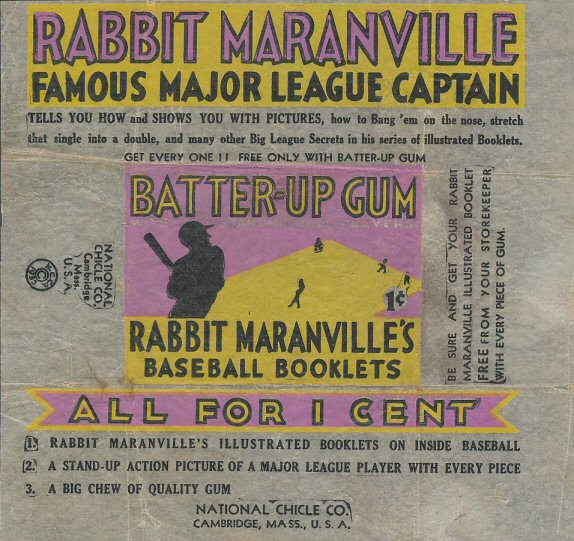 RABBIT MARANVILLE
FAMOUS MAJOR LEAGUE CAPTAIN
TELLS YOU HOW and SHOWS YOU WITH PICTURES, how to Bang 'em on the nose, stretch
that single into a double, and many other Big League Secrets in his series of illustrated Booklets.
GET EVERY ONE !! FREE ONLY WITH BATTER-UP GUM
BATTER-UP GUM
PLAYERS
1¢
RABBIT MARANVILLE'S
BASEBALL BOOKLETS
NATIONAL
CHICLE CO.
Cambridge
Mass.
U.S.A.
BE SURE AND GET YOUR RABBIT
MARANVILLE ILLUSTRATED BOOKLET
FREE FROM YOUR STOREKEEPER
WITH EVERY PIECE OF GUM.
ALL FOR 1 CENT
1. RABBIT MARANVILLE'S ILLUSTRATED BOOKLETS ON INSIDE BASEBALL
2. A STAND-UP ACTION PICTURE OF A MAJOR LEAGUE PLAYER WITH EVERY PIECE
3. A BIG CHEW OF QUALITY GUM
NATIONAL CHICLE CO.
CAMBRIDGE, MASS., U. S. A.